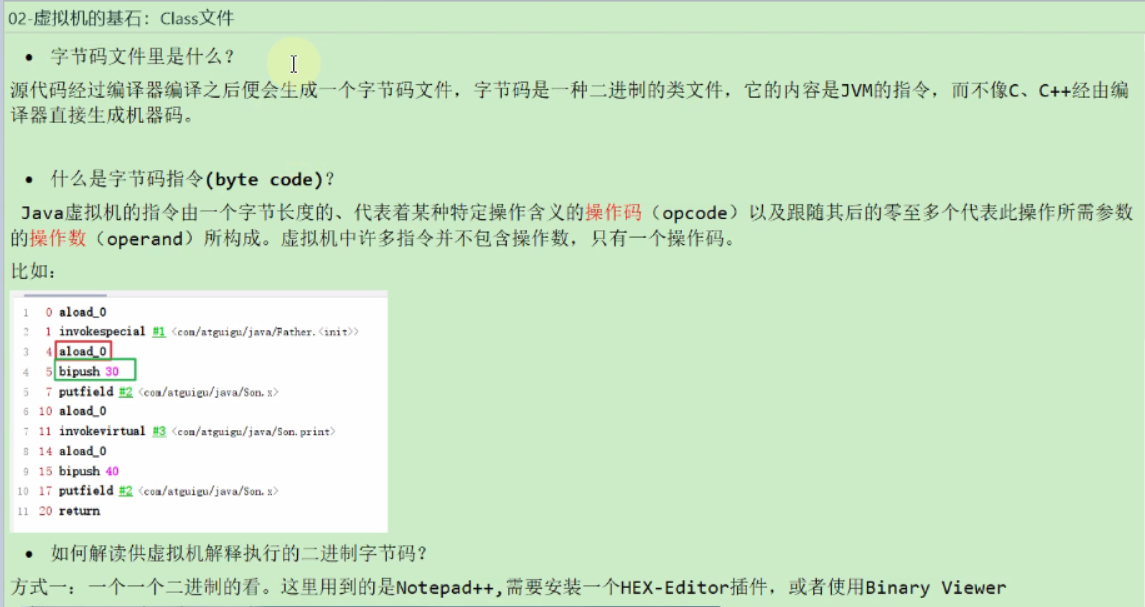 02-虚拟机的基石：Class文件
• 字节码文件里是什么？
源代码经过编译器编译之后便会生成一个字节码文件，字节码是一种二进制的类文件，它的内容是JVM的指令，而不像C、C++经由编
译器直接生成机器码。
• 什么是字节码指令(byte code)？
Java虚拟机的指令由一个字节长度的、代表着某种特定操作含义的操作码（opcode）以及跟随其后的零至多个代表此操作所需参数
的操作数（operand）所构成。虚拟机中许多指令并不包含操作数，只有一个操作码。
比如：
1 0 aload_0
2 1 invokespecial #1 <com/atguigu/java/Father.<init>>
3 4 aload_0
4 5 bipush 30
5 7 putfield #2 <com/atguigu/java/Son.x>
6 10 aload_0
7 11 invokevirtual #3 <com/atguigu/java/Son.print>
8 14 aload_0
9 15 bipush 40
10 17 putfield #2 <com/atguigu/java/Son.x>
11 20 return
• 如何解读供虚拟机解释执行的二进制字节码？
方式一：一个一个二进制的看。这里用到的是Notepad++,需要安装一个HEX-Editor插件，或者使用Binary Viewer